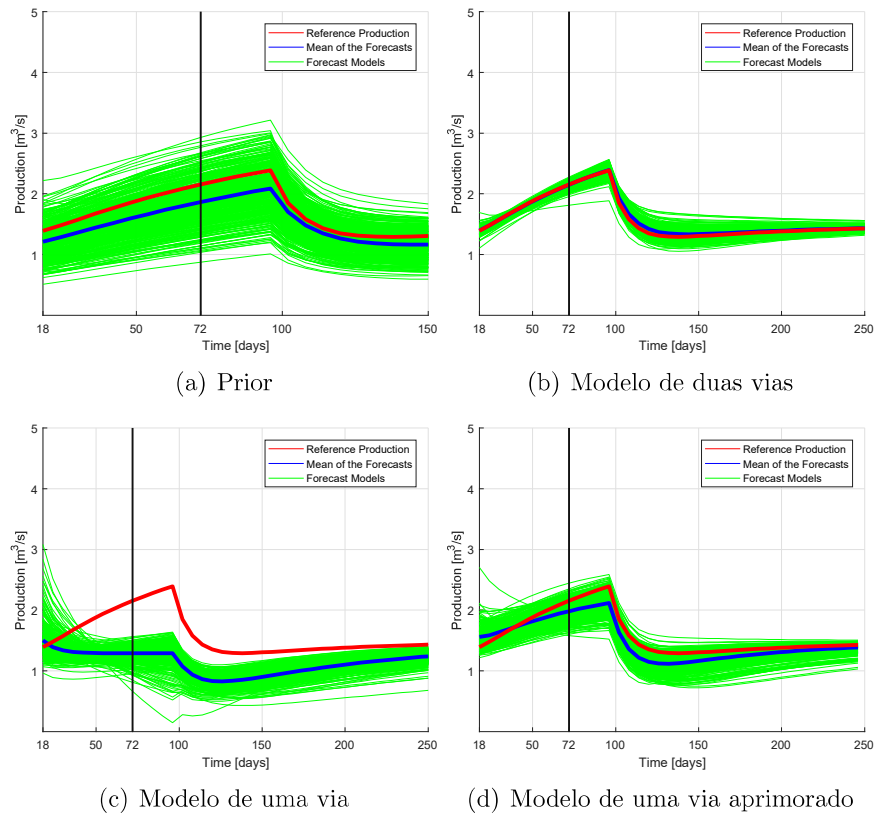 5
4
3
2
1
Production [m3/s]
Reference Production
Mean of the Forecasts
Forecast Models
18 50 72 100 150
Time [days]
(a) Prior
5
4
3
2
1
Production [m3/s]
Reference Production
Mean of the Forecasts
Forecast Models
18 50 72 100 150 200 250
Time [days]
(b) Modelo de duas vias
5
4
3
2
1
Production [m3/s]
Reference Production
Mean of the Forecasts
Forecast Models
18 50 72 100 150 200 250
Time [days]
(c) Modelo de uma via
5
4
3
2
1
Production [m3/s]
Reference Production
Mean of the Forecasts
Forecast Models
18 50 72 100 150 200 250
Time [days]
(d) Modelo de uma via aprimorado